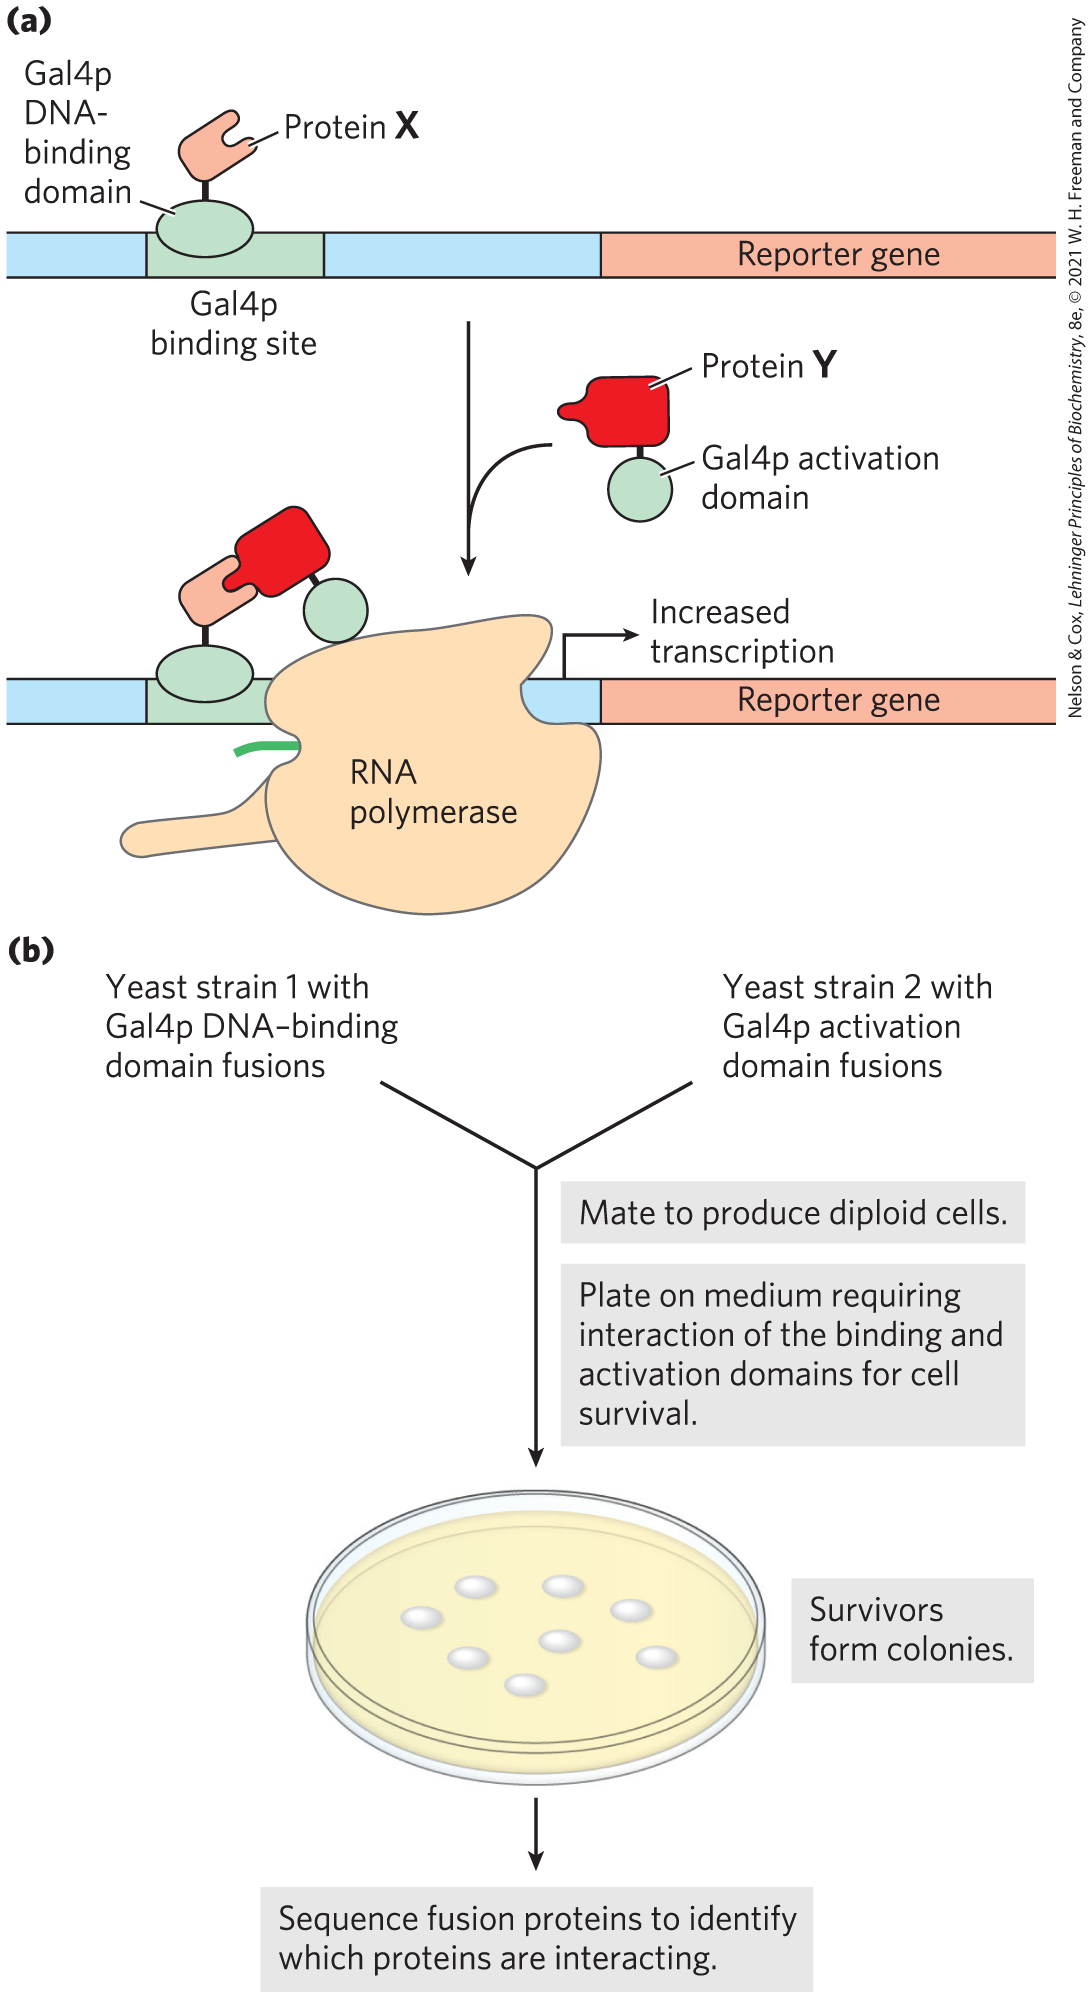 (a)
Gal4p
DNA-
binding
domain
Protein X
Reporter gene
Gal4p
binding site
Protein Y
Gal4p activation
domain
Increased
transcription
Reporter gene
RNA
polymerase
Nelson & Cox, Lehninger Principles of Biochemistry, 8e, © 2021 W. H. Freeman and Company
(b)
Yeast strain 1 with
Gal4p DNA–binding
domain fusions
Yeast strain 2 with
Gal4p activation
domain fusions
Mate to produce diploid cells.
Plate on medium requiring
interaction of the binding and
activation domains for cell
survival.
Survivors
form colonies.
Sequence fusion proteins to identify
which proteins are interacting.